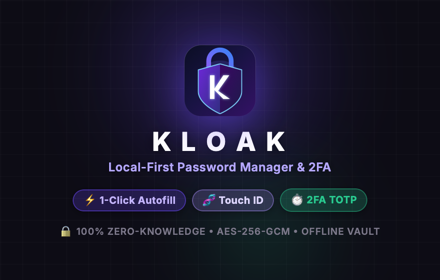 K
KLOAK
Local-First Password Manager & 2FA
⚡ 1-Click Autofill
🧬 Touch ID
⏱️ 2FA TOTP
🔒 100% ZERO-KNOWLEDGE • AES-256-GCM • OFFLINE VAULT